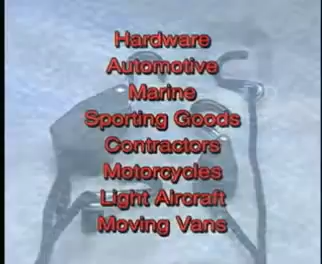 Hardware
Automotive
Marine
Sporting Goods
Contractors
Motorcycles
Light Aircraft
Moving Vans